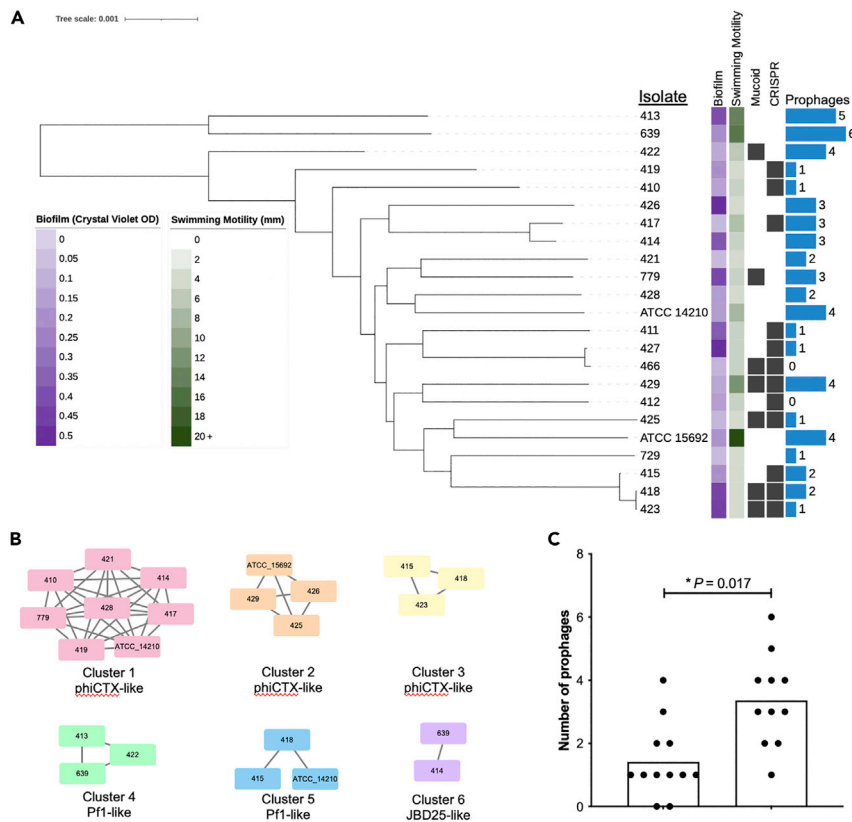 A
Tree scale: 0.001
Isolate
Biofilm
Swimming Motility
Mucoid
CRISPR
Prophages
413 5
639 6
422 4
419 1
410 1
426 3
417 3
414 3
421 2
779 3
428 2
ATCC 14210 4
411 1
427 1
466 0
429 4
412 0
425 1
ATCC 15692 4
729 1
415 2
418 2
423 1
Biofilm (Crystal Violet OD)
0
0.05
0.1
0.15
0.2
0.25
0.3
0.35
0.4
0.45
0.5
Swimming Motility (mm)
0
2
4
6
8
10
12
14
16
18
20 +
B
421
410
414
428
779
417
419
ATCC_14210
Cluster 1
phiCTX-like
ATCC_15692
426
429
425
Cluster 2
phiCTX-like
415
418
423
Cluster 3
phiCTX-like
413
422
639
Cluster 4
Pf1-like
418
415
ATCC_14210
Cluster 5
Pf1-like
639
414
Cluster 6
JBD25-like
C
Number of prophages
8
6
4
2
0
* P = 0.017